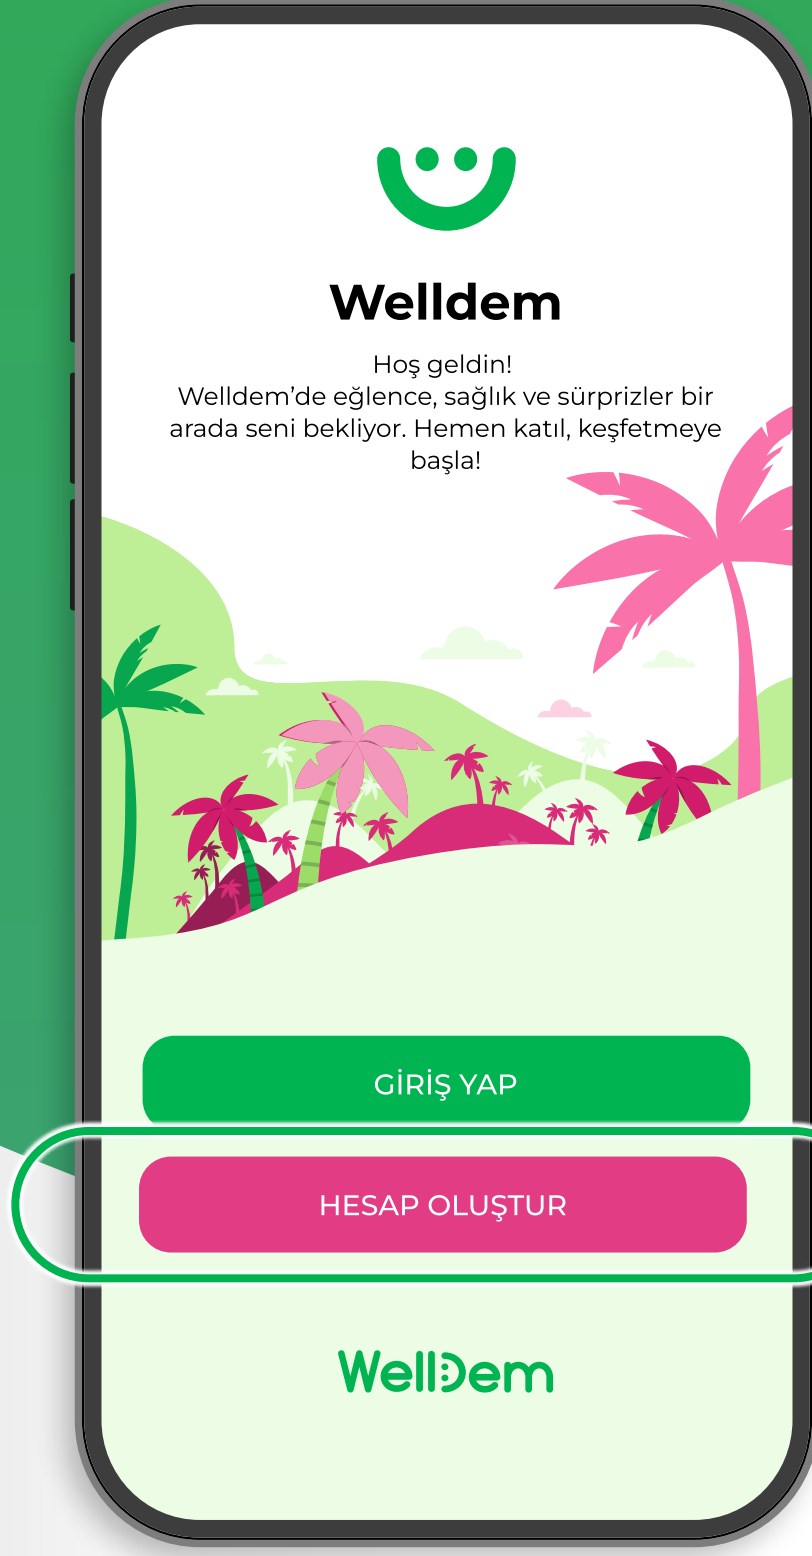 Welldem
Hoş geldin!
Welldem’de eğlence, sağlık ve sürprizler bir
arada seni bekliyor. Hemen katıl, keşfetmeye
başla!
GİRİŞ YAP
HESAP OLUŞTUR
WellDem